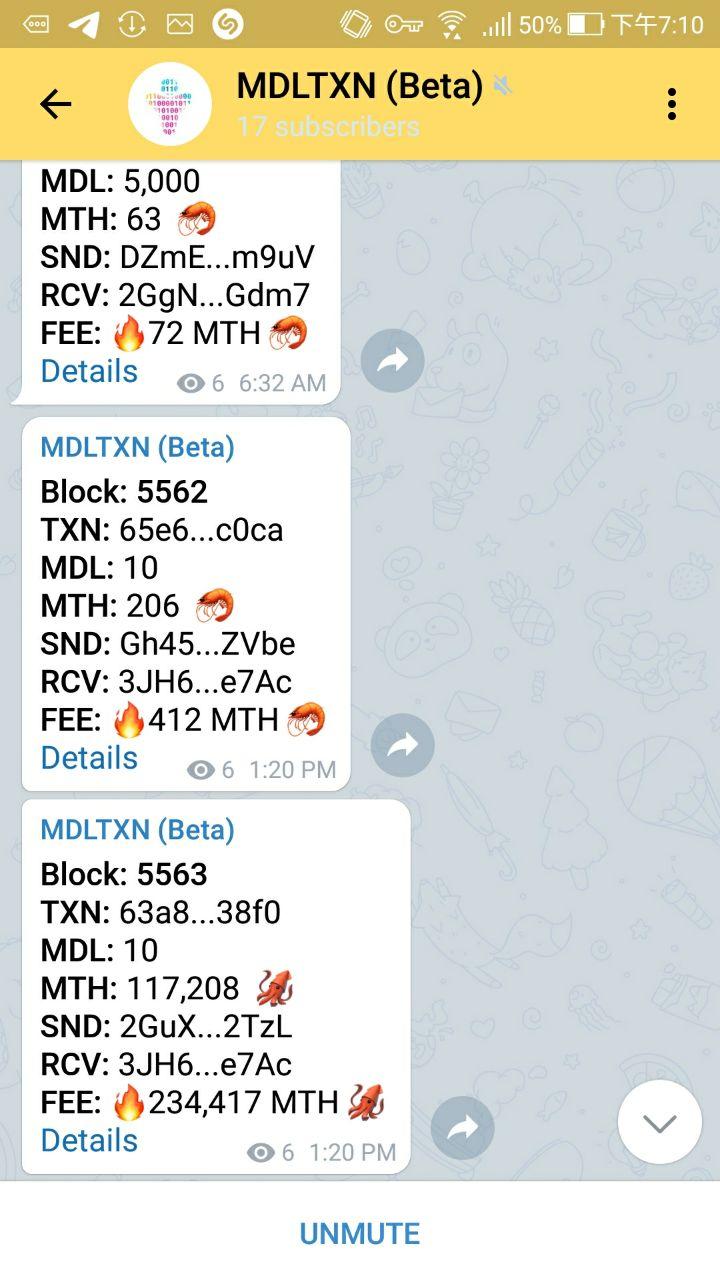 50% 下午7:10
MDLTXN (Beta)
17 subscribers
MDL: 5,000
MTH: 63 🦐
SND: DZmE...m9uV
RCV: 2GgN...Gdm7
FEE: 🔥72 MTH 🦐
Details
6 6:32 AM
MDLTXN (Beta)
Block: 5562
TXN: 65e6...c0ca
MDL: 10
MTH: 206 🦐
SND: Gh45...ZVbe
RCV: 3JH6...e7Ac
FEE: 🔥412 MTH 🦐
Details
6 1:20 PM
MDLTXN (Beta)
Block: 5563
TXN: 63a8...38f0
MDL: 10
MTH: 117,208 🦑
SND: 2GuX...2TzL
RCV: 3JH6...e7Ac
FEE: 🔥234,417 MTH 🦑
Details
6 1:20 PM
UNMUTE